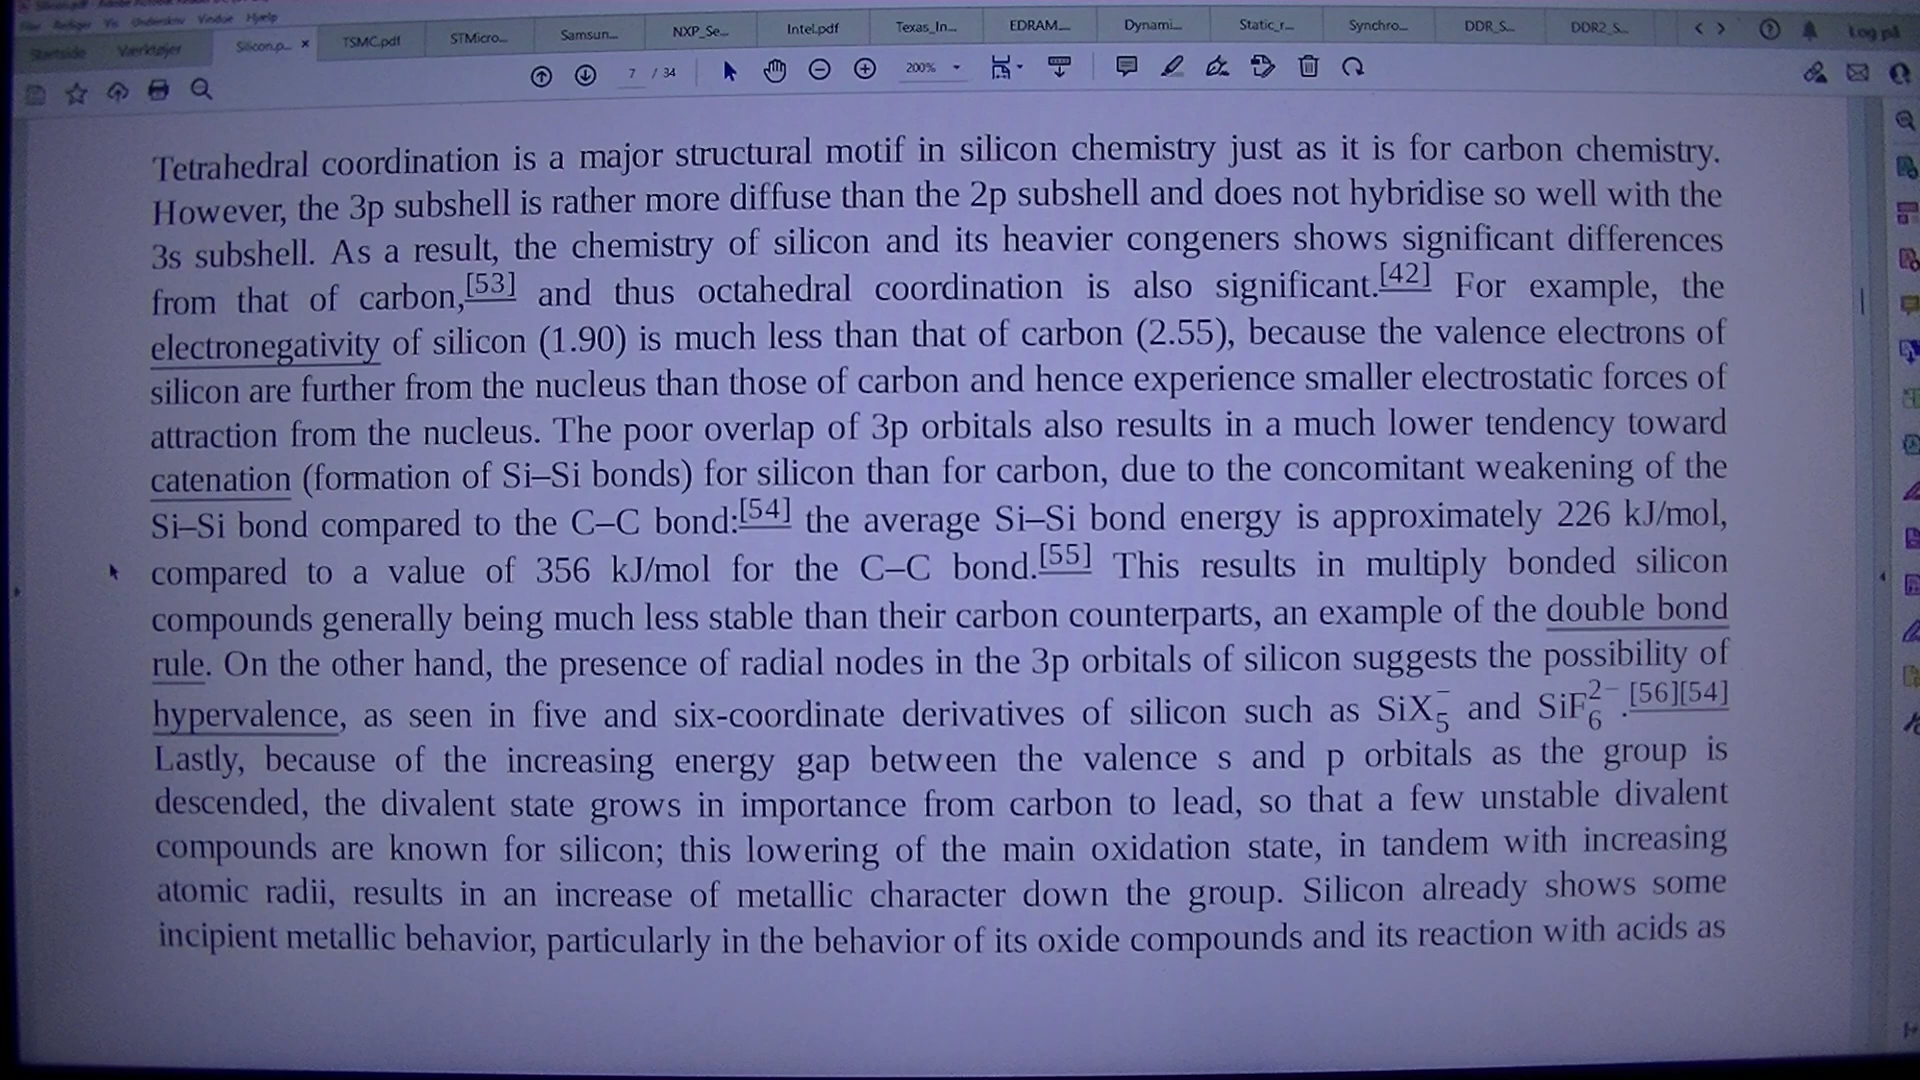 Filer Rediger Vis Underskriv Vindue Hjælp
Startside Værktøjer Silicon.p... × TSMC.pdf STMicro... Samsun... NXP_Se... Intel.pdf Texas_In... EDRAM.... Dynami... Static_r... Synchro... DDR_S... DDR2_S... Log på
7 / 34 200%
Tetrahedral coordination is a major structural motif in silicon chemistry just as it is for carbon chemistry.
However, the 3p subshell is rather more diffuse than the 2p subshell and does not hybridise so well with the
3s subshell. As a result, the chemistry of silicon and its heavier congeners shows significant differences
from that of carbon,[53] and thus octahedral coordination is also significant.[42] For example, the
electronegativity of silicon (1.90) is much less than that of carbon (2.55), because the valence electrons of
silicon are further from the nucleus than those of carbon and hence experience smaller electrostatic forces of
attraction from the nucleus. The poor overlap of 3p orbitals also results in a much lower tendency toward
catenation (formation of Si–Si bonds) for silicon than for carbon, due to the concomitant weakening of the
Si–Si bond compared to the C–C bond:[54] the average Si–Si bond energy is approximately 226 kJ/mol,
compared to a value of 356 kJ/mol for the C–C bond.[55] This results in multiply bonded silicon
compounds generally being much less stable than their carbon counterparts, an example of the double bond
rule. On the other hand, the presence of radial nodes in the 3p orbitals of silicon suggests the possibility of
hypervalence, as seen in five and six-coordinate derivatives of silicon such as SiX₅⁻ and SiF₆²⁻.[56][54]
Lastly, because of the increasing energy gap between the valence s and p orbitals as the group is
descended, the divalent state grows in importance from carbon to lead, so that a few unstable divalent
compounds are known for silicon; this lowering of the main oxidation state, in tandem with increasing
atomic radii, results in an increase of metallic character down the group. Silicon already shows some
incipient metallic behavior, particularly in the behavior of its oxide compounds and its reaction with acids as